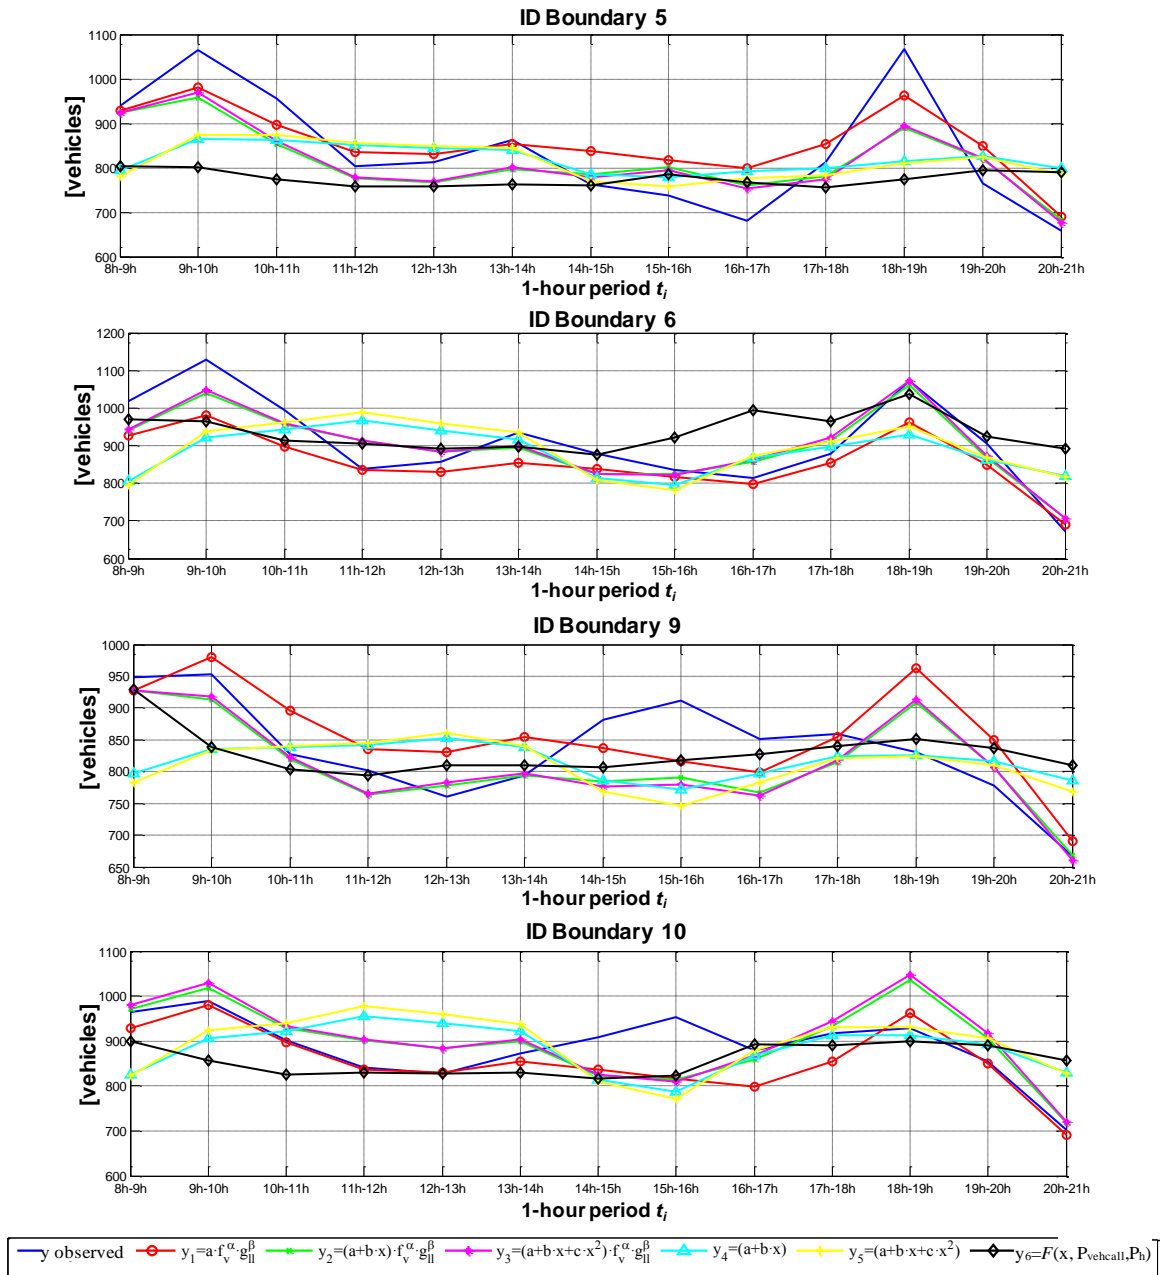 ID Boundary 5
[vehicles]
1100
1000
900
800
700
600
8h-9h 9h-10h 10h-11h 11h-12h 12h-13h 13h-14h 14h-15h 15h-16h 16h-17h 17h-18h 18h-19h 19h-20h 20h-21h
1-hour period tᵢ
ID Boundary 6
[vehicles]
1200
1100
1000
900
800
700
600
8h-9h 9h-10h 10h-11h 11h-12h 12h-13h 13h-14h 14h-15h 15h-16h 16h-17h 17h-18h 18h-19h 19h-20h 20h-21h
1-hour period tᵢ
ID Boundary 9
[vehicles]
1000
950
900
850
800
750
700
650
8h-9h 9h-10h 10h-11h 11h-12h 12h-13h 13h-14h 14h-15h 15h-16h 16h-17h 17h-18h 18h-19h 19h-20h 20h-21h
1-hour period tᵢ
ID Boundary 10
[vehicles]
1100
1000
900
800
700
600
8h-9h 9h-10h 10h-11h 11h-12h 12h-13h 13h-14h 14h-15h 15h-16h 16h-17h 17h-18h 18h-19h 19h-20h 20h-21h
1-hour period tᵢ
y observed y₁=a·f_v^α·g_ll^β y₂=(a+b·x)·f_v^α·g_ll^β y₃=(a+b·x+c·x²)·f_v^α·g_ll^β y₄=(a+b·x) y₅=(a+b·x+c·x²) y₆=F(x, P_vehcall,P_h)